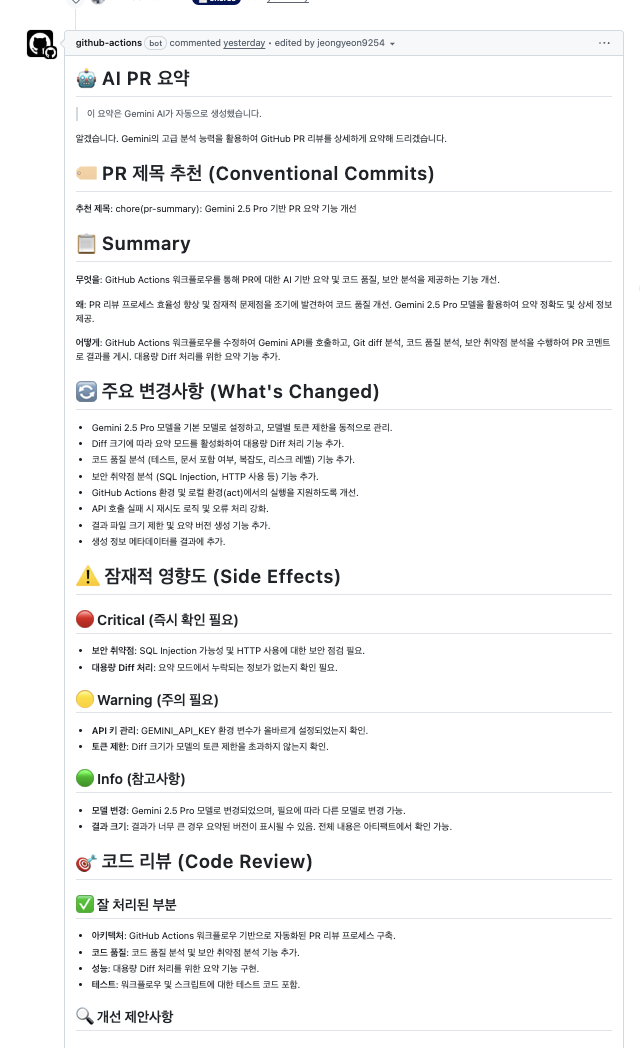 github-actions bot commented yesterday • edited by jeongyeon9254
AI PR 요약
이 요약은 Gemini AI가 자동으로 생성했습니다.
알겠습니다. Gemini의 고급 분석 능력을 활용하여 GitHub PR 리뷰를 상세하게 요약해 드리겠습니다.
PR 제목 추천 (Conventional Commits)
추천 제목: chore(pr-summary): Gemini 2.5 Pro 기반 PR 요약 기능 개선
Summary
무엇을: GitHub Actions 워크플로우를 통해 PR에 대한 AI 기반 요약 및 코드 품질, 보안 분석을 제공하는 기능 개선.
왜: PR 리뷰 프로세스 효율성 향상 및 잠재적 문제점을 조기에 발견하여 코드 품질 개선. Gemini 2.5 Pro 모델을 활용하여 요약 정확도 및 상세 정보
제공.
어떻게: GitHub Actions 워크플로우를 수정하여 Gemini API를 호출하고, Git diff 분석, 코드 품질 분석, 보안 취약점 분석을 수행하여 PR 코멘트
로 결과를 게시. 대용량 Diff 처리를 위한 요약 기능 추가.
주요 변경사항 (What's Changed)
• Gemini 2.5 Pro 모델을 기본 모델로 설정하고, 모델별 토큰 제한을 동적으로 관리.
• Diff 크기에 따라 요약 모드를 활성화하여 대용량 Diff 처리 기능 추가.
• 코드 품질 분석 (테스트, 문서 포함 여부, 복잡도, 리스크 레벨) 기능 추가.
• 보안 취약점 분석 (SQL Injection, HTTP 사용 등) 기능 추가.
• GitHub Actions 환경 및 로컬 환경(act)에서의 실행을 지원하도록 개선.
• API 호출 실패 시 재시도 로직 및 오류 처리 강화.
• 결과 파일 크기 제한 및 요약 버전 생성 기능 추가.
• 생성 정보 메타데이터를 결과에 추가.
잠재적 영향도 (Side Effects)
Critical (즉시 확인 필요)
• 보안 취약점: SQL Injection 가능성 및 HTTP 사용에 대한 보안 점검 필요.
• 대용량 Diff 처리: 요약 모드에서 누락되는 정보가 없는지 확인 필요.
Warning (주의 필요)
• API 키 관리: GEMINI_API_KEY 환경 변수가 올바르게 설정되었는지 확인.
• 토큰 제한: Diff 크기가 모델의 토큰 제한을 초과하지 않는지 확인.
Info (참고사항)
• 모델 변경: Gemini 2.5 Pro 모델로 변경되었으며, 필요에 따라 다른 모델로 변경 가능.
• 결과 크기: 결과가 너무 큰 경우 요약된 버전이 표시될 수 있음. 전체 내용은 아티팩트에서 확인 가능.
코드 리뷰 (Code Review)
잘 처리된 부분
• 아키텍처: GitHub Actions 워크플로우 기반으로 자동화된 PR 리뷰 프로세스 구축.
• 코드 품질: 코드 품질 분석 및 보안 취약점 분석 기능 추가.
• 성능: 대용량 Diff 처리를 위한 요약 기능 구현.
• 테스트: 워크플로우 및 스크립트에 대한 테스트 코드 포함.
개선 제안사항